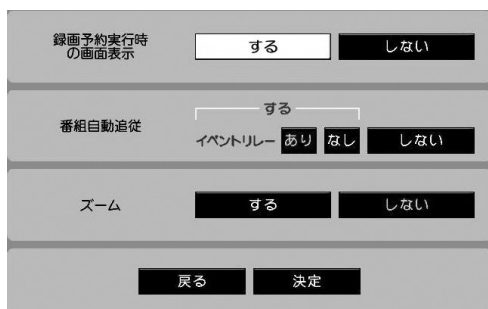 録画予約実行時
の画面表示
する しない
する
番組自動追従
イベントリレー あり なし しない
ズーム する しない
戻る 決定